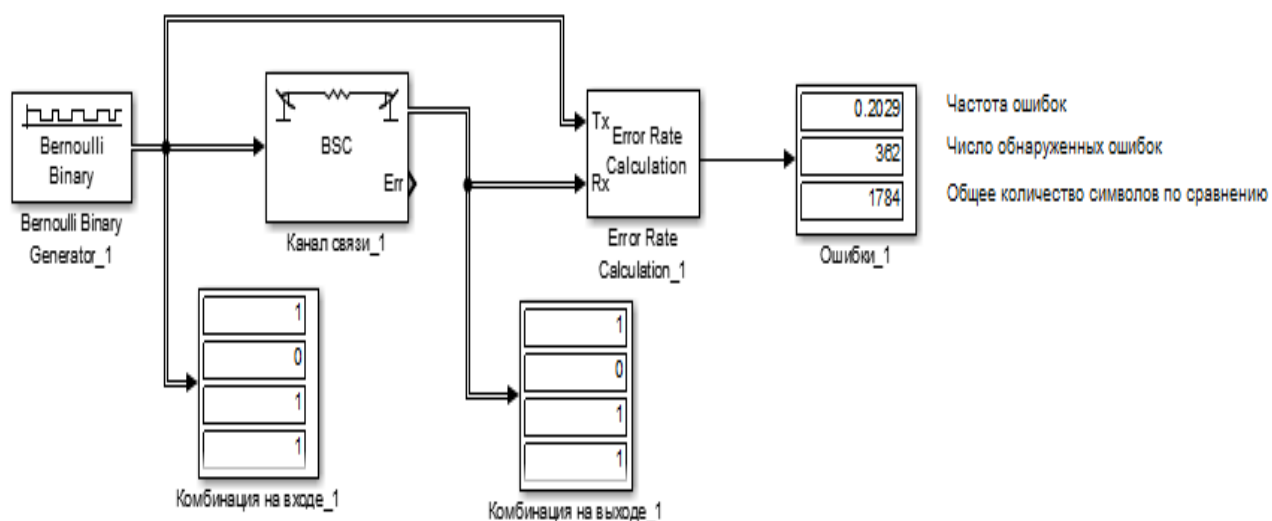 Bernoulli
Binary
Bernoulli Binary
Generator_1
BSC
Err
Канал связи_1
Tx
Rx
Error Rate
Calculation
Error Rate
Calculation_1
0.2029
362
1784
Ошибки_1
Частота ошибок
Число обнаруженных ошибок
Общее количество символов по сравнению
1
0
1
1
Комбинация на входе_1
1
0
1
1
Комбинация на выходе_1